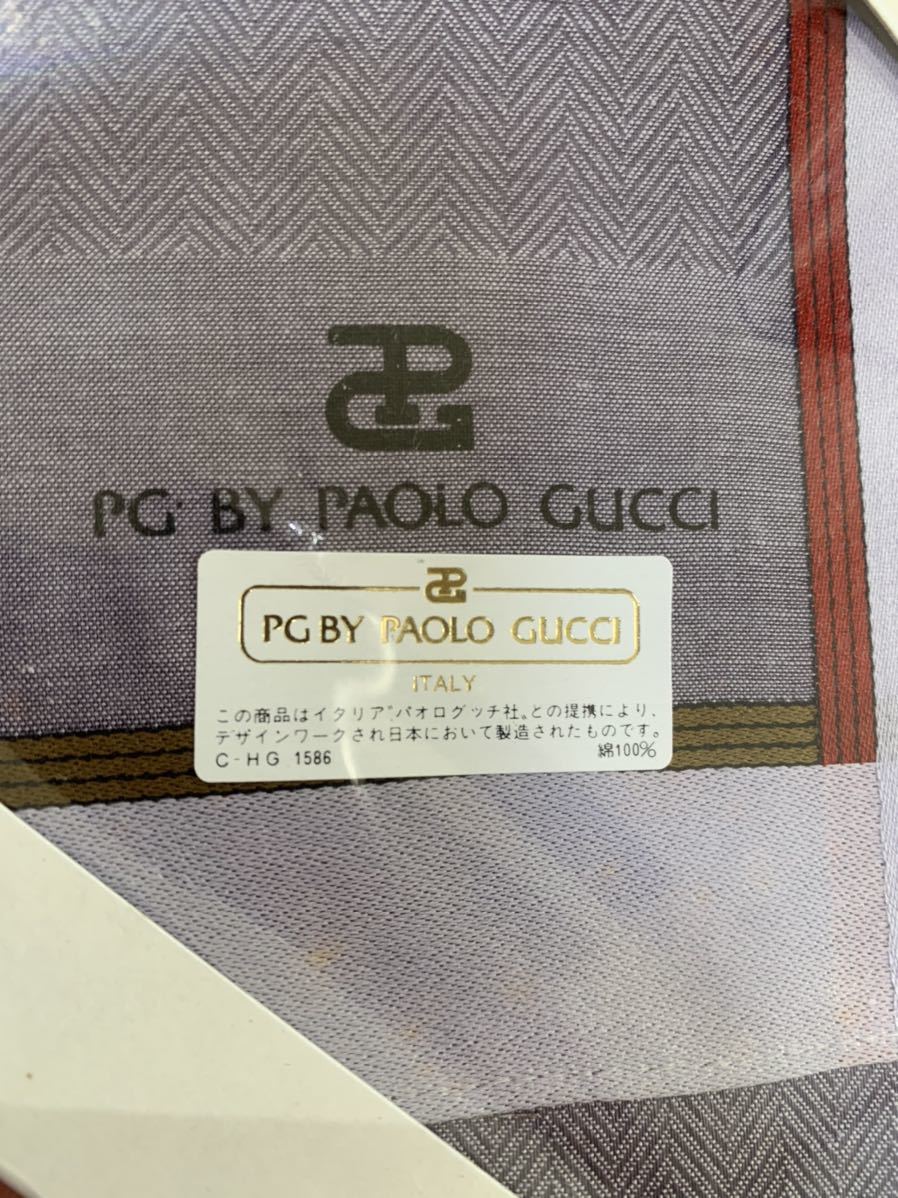 PG BY PAOLO GUCCI
PG BY PAOLO GUCCI
ITALY
この商品はイタリア"パオログッチ社„との提携により、
デザインワークされ日本において製造されたものです。
C-HG 1586 綿100%